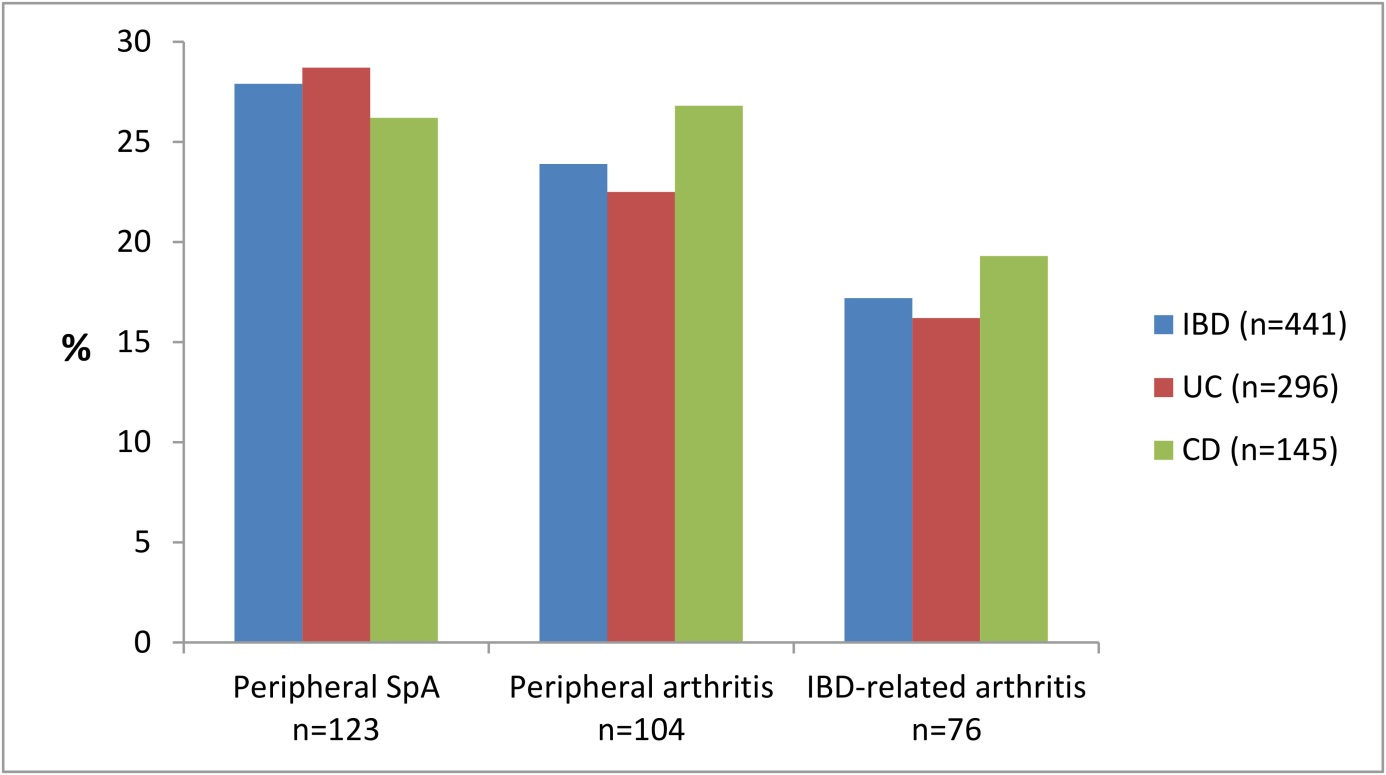 30
25
20
15
10
5
0
%
Peripheral SpA
n=123
Peripheral arthritis
n=104
IBD-related arthritis
n=76
IBD (n=441)
UC (n=296)
CD (n=145)